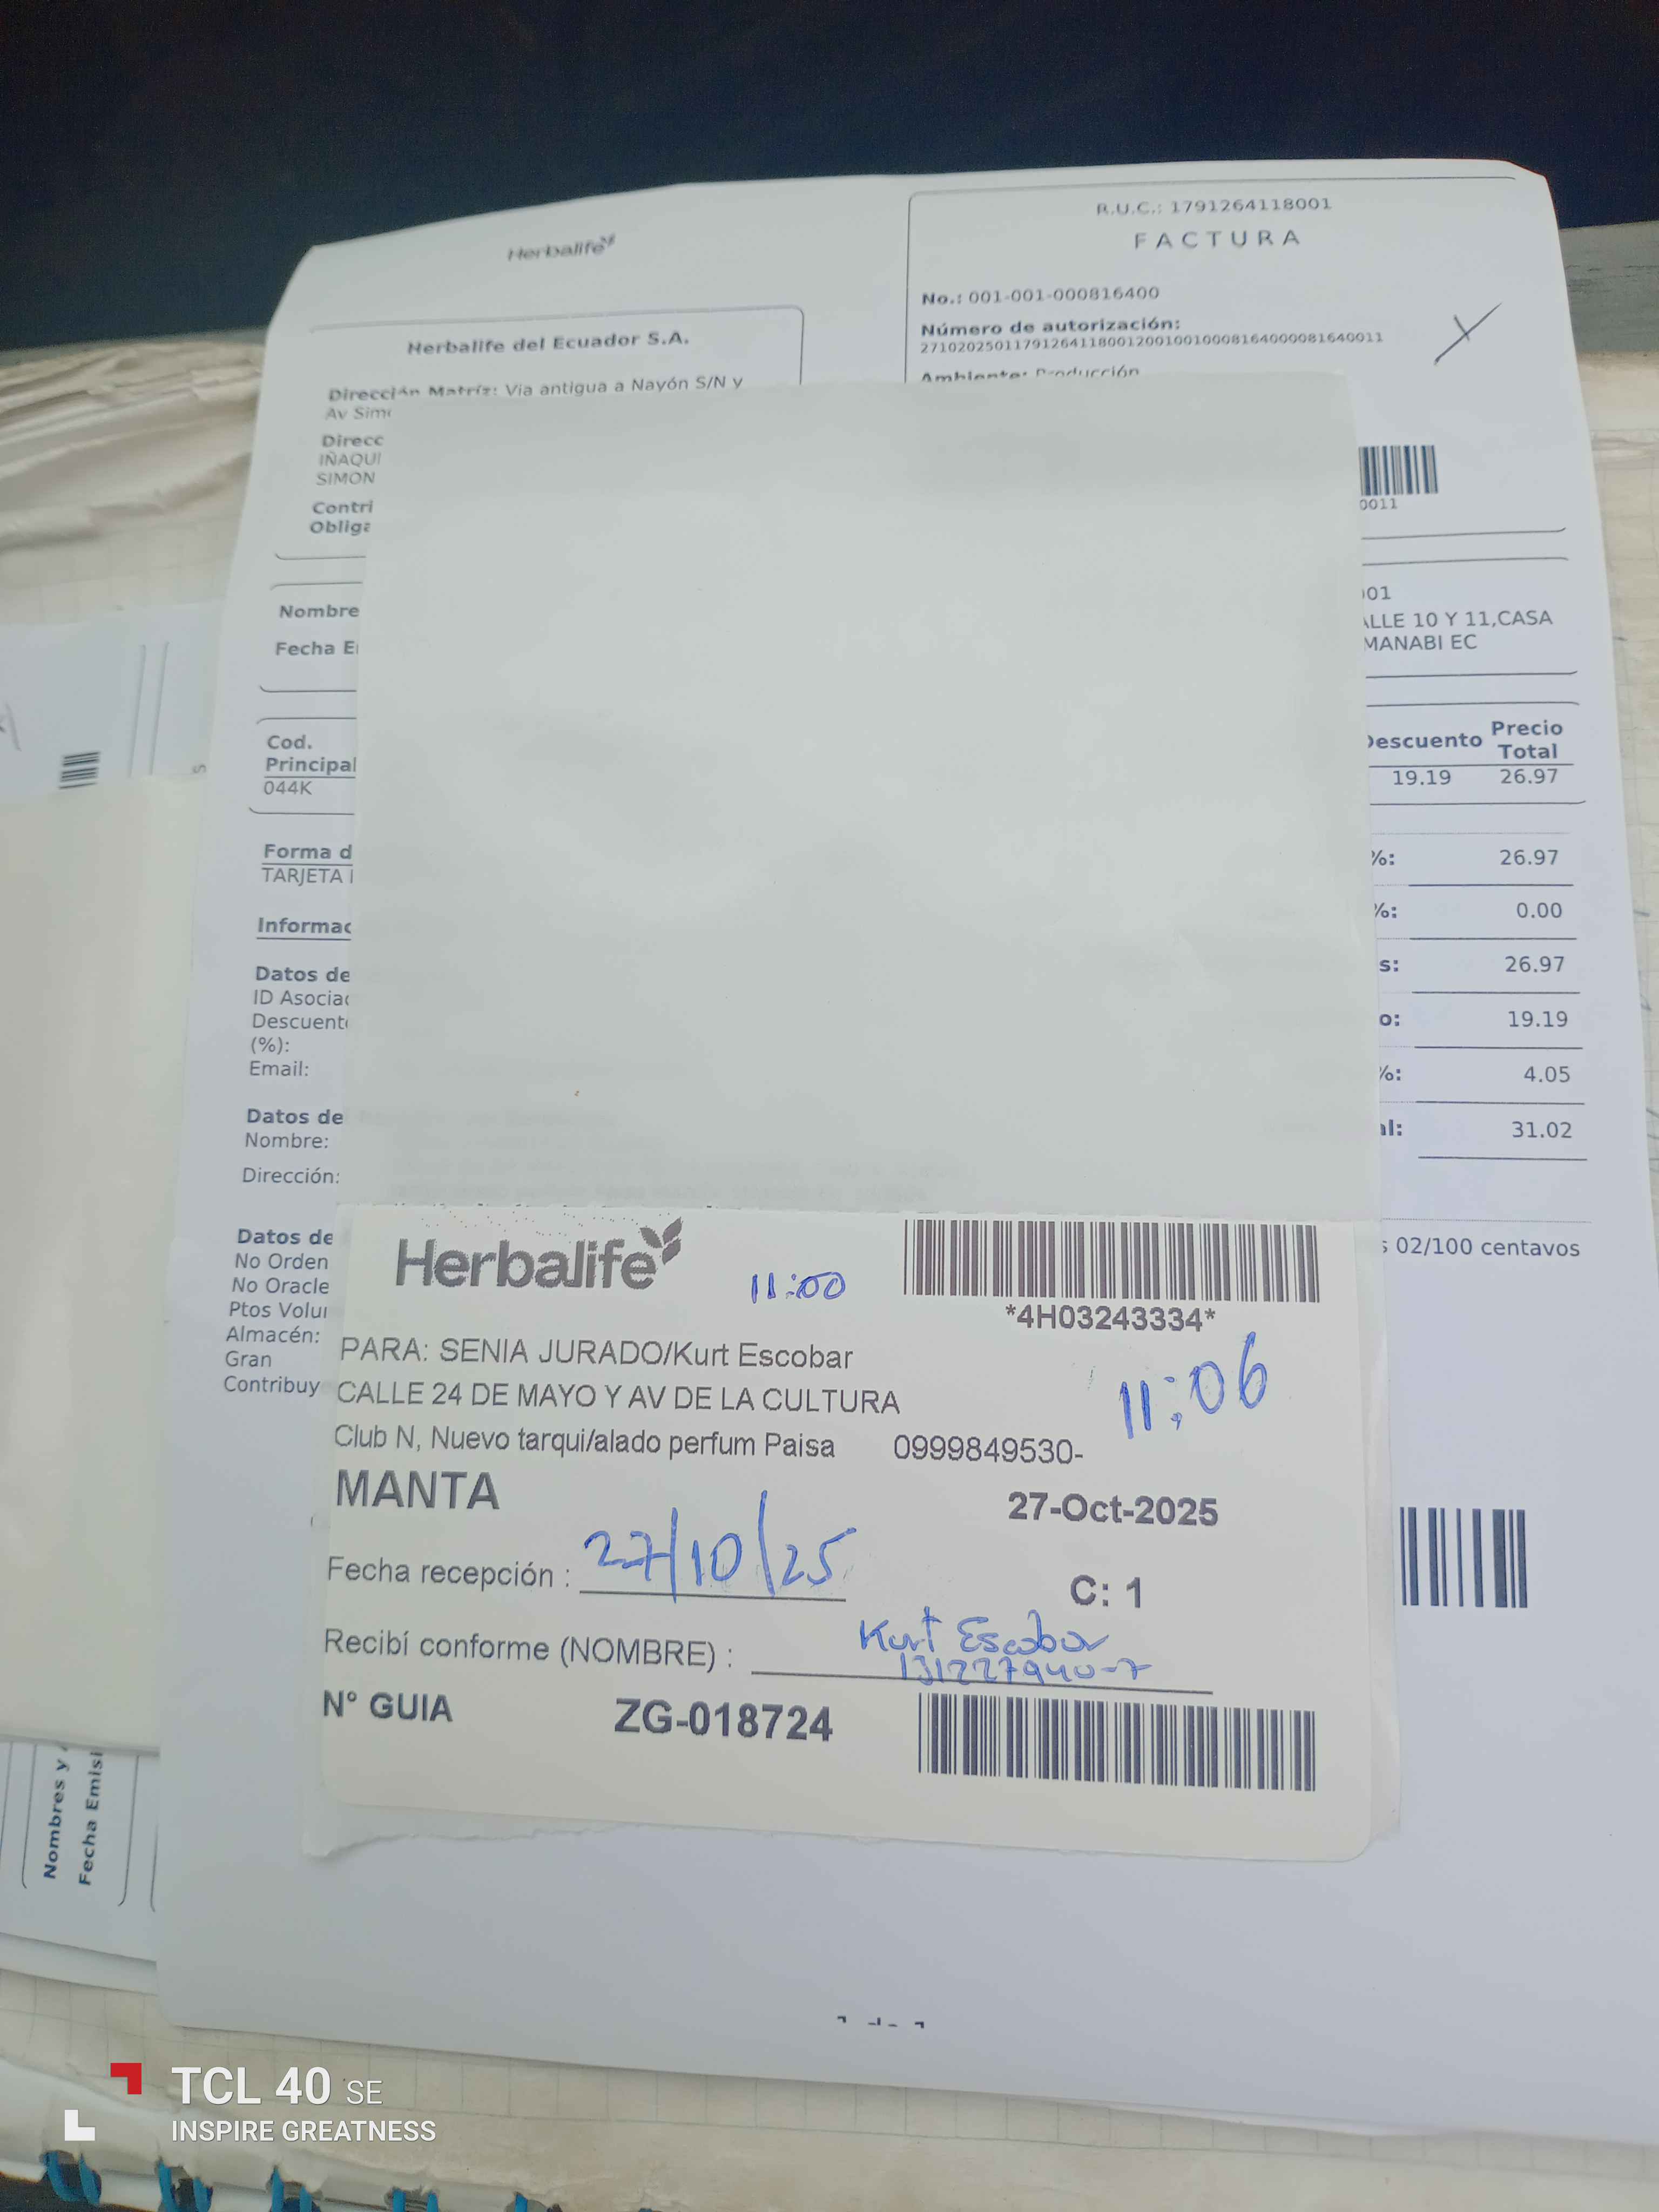 Herbalife
R.U.C.: 1791264118001
FACTURA
No.: 001-001-000816400
Número de autorización:
2710202501179126411800120010010008164000081640011
Ambiente: Producción
Herbalife del Ecuador S.A.
Dirección Matríz: Via antigua a Nayón S/N y
Av Sim
Direcc
IÑAQUI
SIMON
Contri
Obliga
0011
Nombre
Fecha E
001
ALLE 10 Y 11,CASA
MANABI EC
Cod.
Principal
044K
Descuento
Precio
Total
19.19 26.97
Forma d
TARJETA
%: 26.97
Informac
%: 0.00
Datos de
ID Asocia
Descuent
(%):
Email:
s: 26.97
o: 19.19
%: 4.05
Datos de
Nombre:
Dirección:
al: 31.02
02/100 centavos
Datos de
No Orden
No Oracle
Ptos Volu
Almacén:
Gran
Contribuy
Herbalife
11:00
*4H03243334*
PARA: SENIA JURADO/Kurt Escobar
11:06
CALLE 24 DE MAYO Y AV DE LA CULTURA
Club N, Nuevo tarqui/alado perfum Paisa 0999849530-
MANTA
27-Oct-2025
Fecha recepción : 27/10/25
C: 1
Recibí conforme (NOMBRE) : Kurt Escobar
131227940-7
N° GUIA ZG-018724
Nombres y
Fecha Emisi
TCL 40 SE
INSPIRE GREATNESS